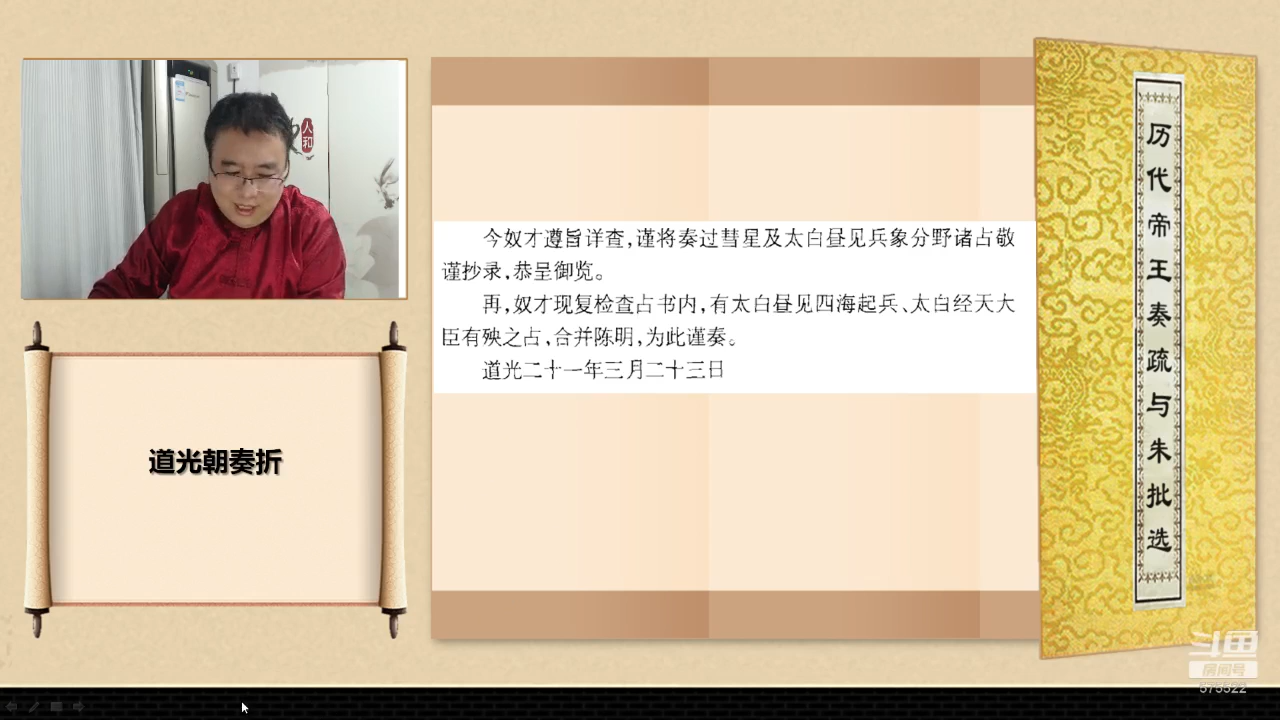 人和
道光朝奏折
今奴才遵旨详查,谨将奏过彗星及太白昼见兵象分野诸占敬
谨抄录,恭呈御览。
再,奴才现复检查占书内,有太白昼见四海起兵、太白经天大
臣有殃之占,合并陈明,为此谨奏。
道光二十一年三月二十三日
历代帝王奏疏与朱批选
斗鱼
房间号
575522